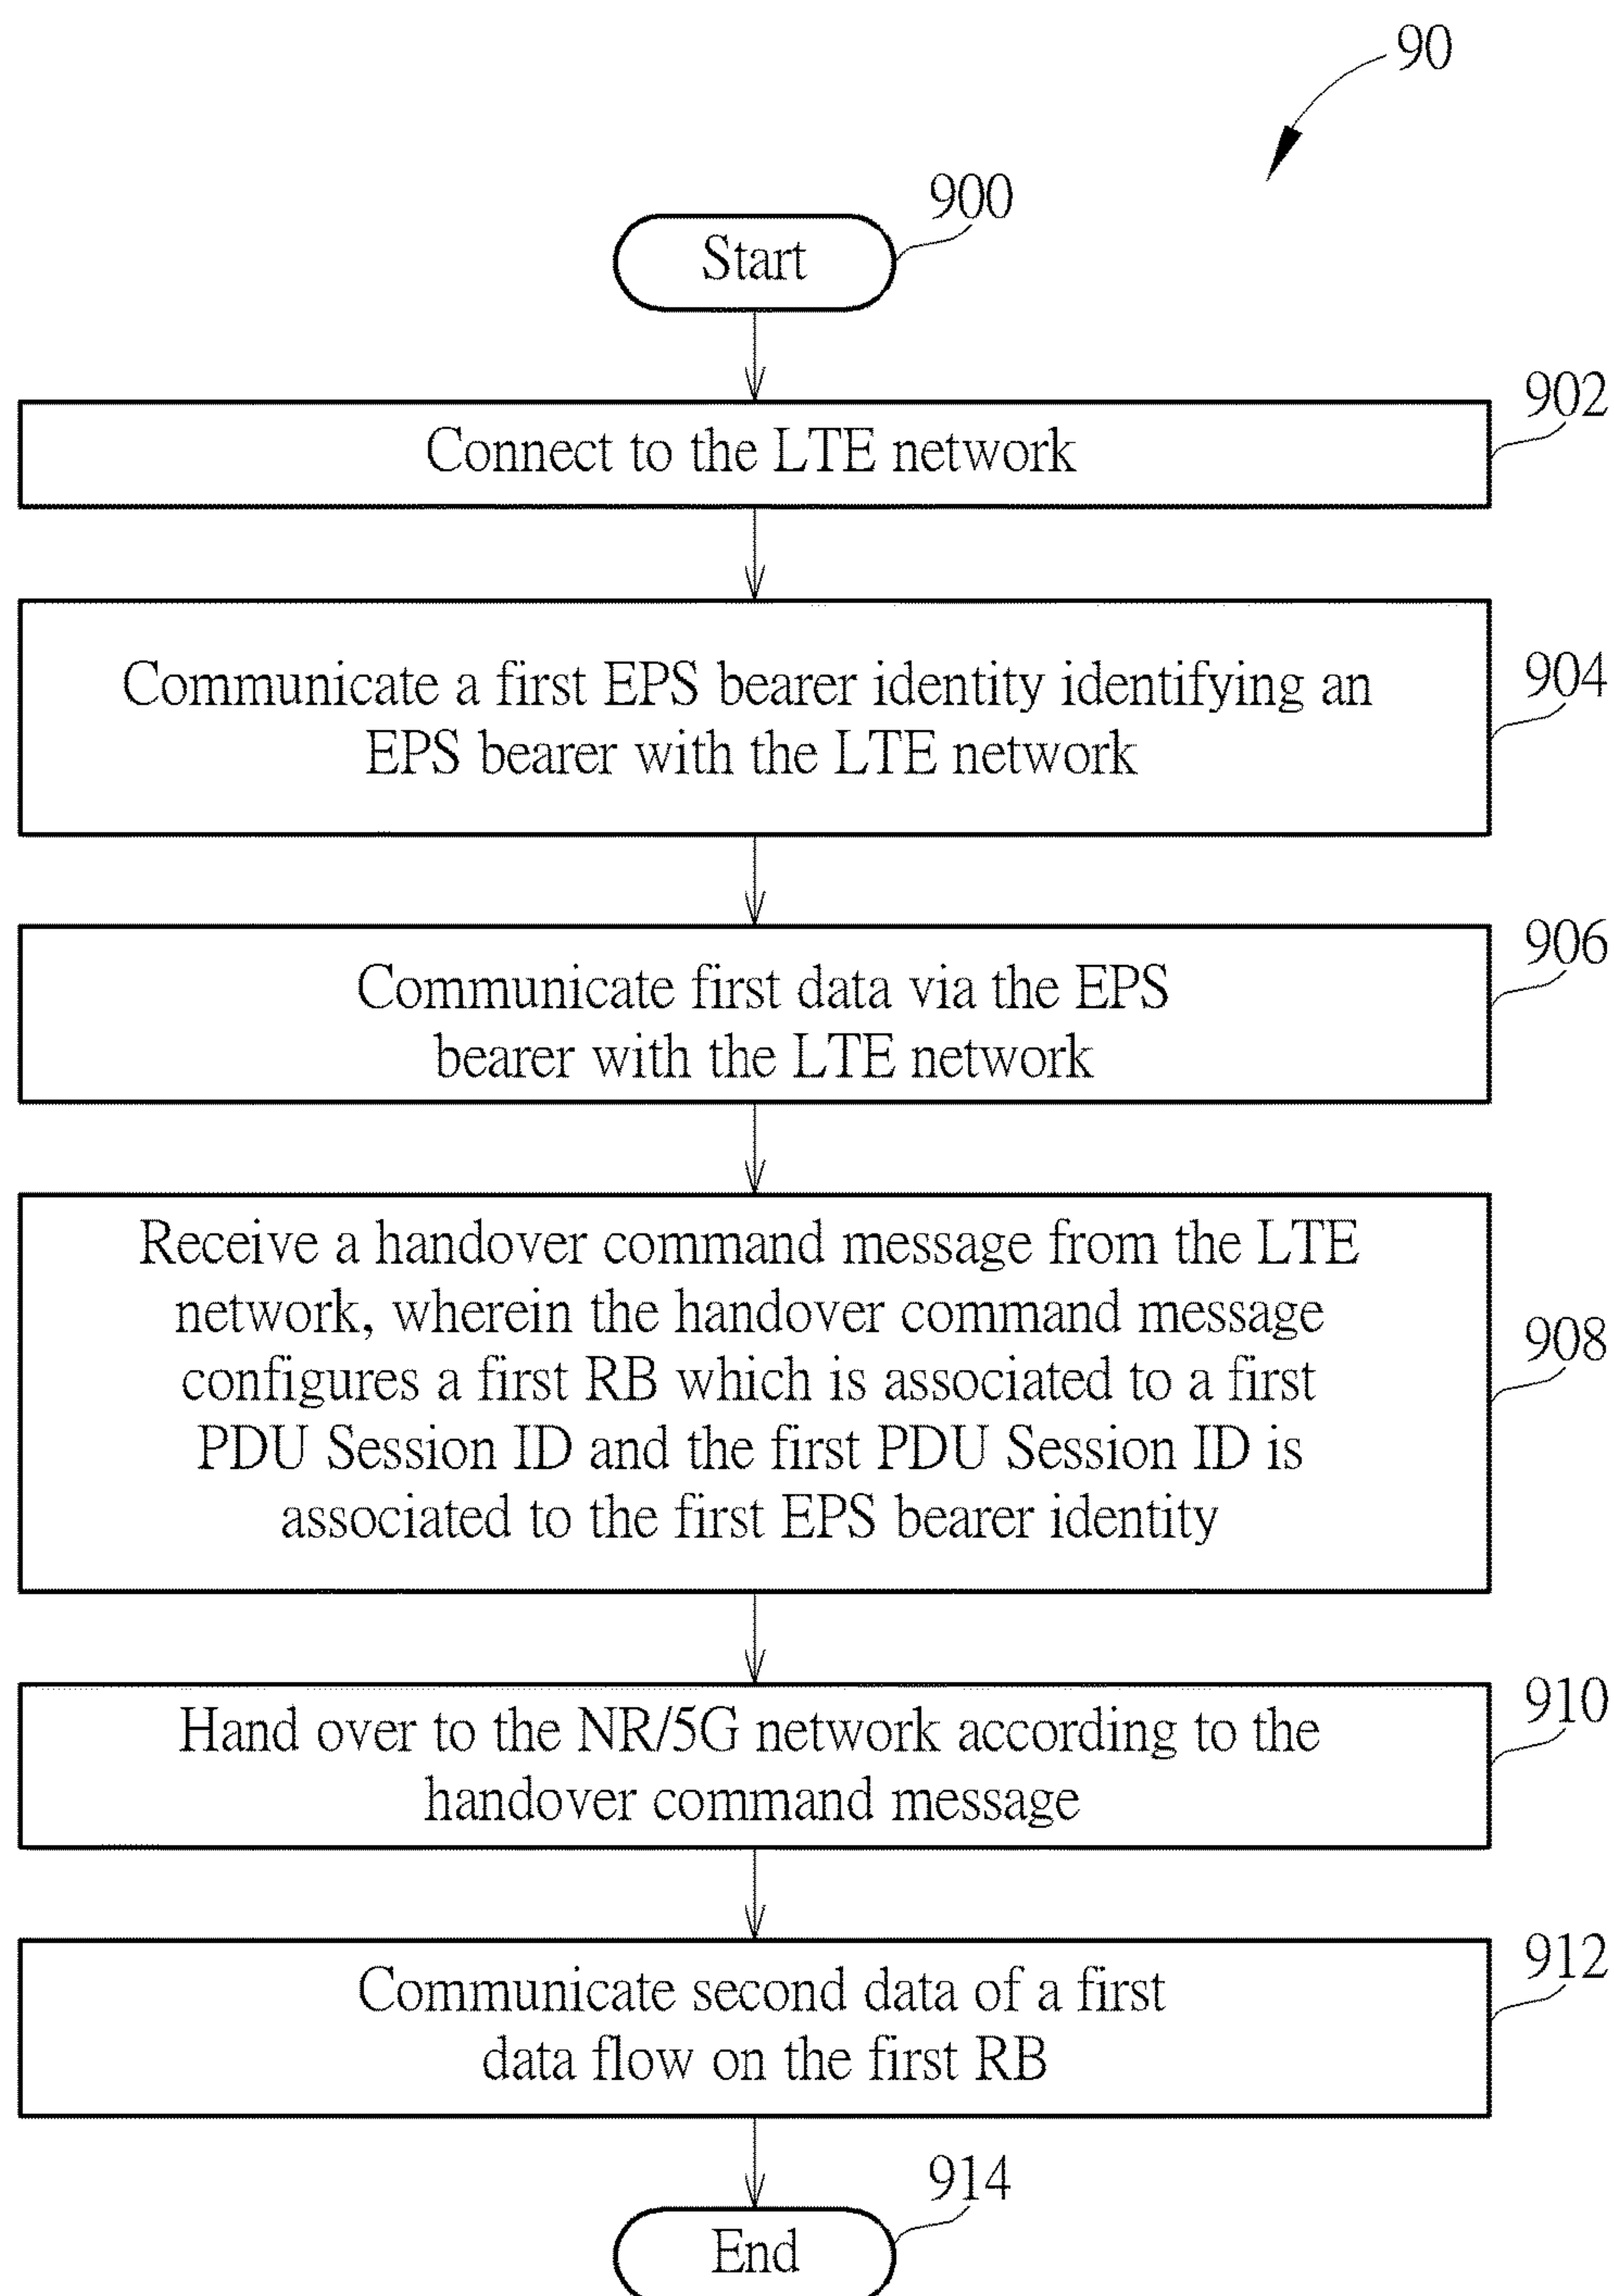 90
900
Start
902
Connect to the LTE network
904
Communicate a first EPS bearer identity identifying an
EPS bearer with the LTE network
906
Communicate first data via the EPS
bearer with the LTE network
Receive a handover command message from the LTE
network, wherein the handover command message
908
configures a first RB which is associated to a first
PDU Session ID and the first PDU Session ID is
associated to the first EPS bearer identity
910
Hand over to the NR/5G network according to the
handover command message
912
Communicate second data of a first
data flow on the first RB
914
End